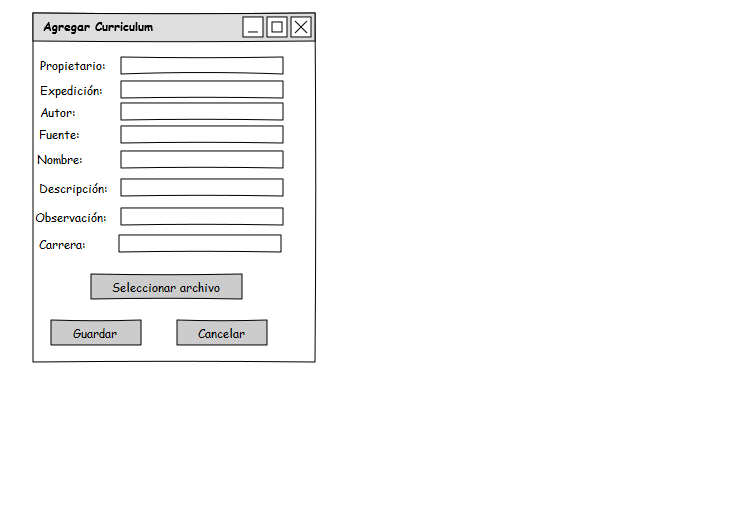 Agregar Curriculum
Propietario:
Expedición:
Autor:
Fuente:
Nombre:
Descripción:
Observación:
Carrera:
Seleccionar archivo
Guardar Cancelar